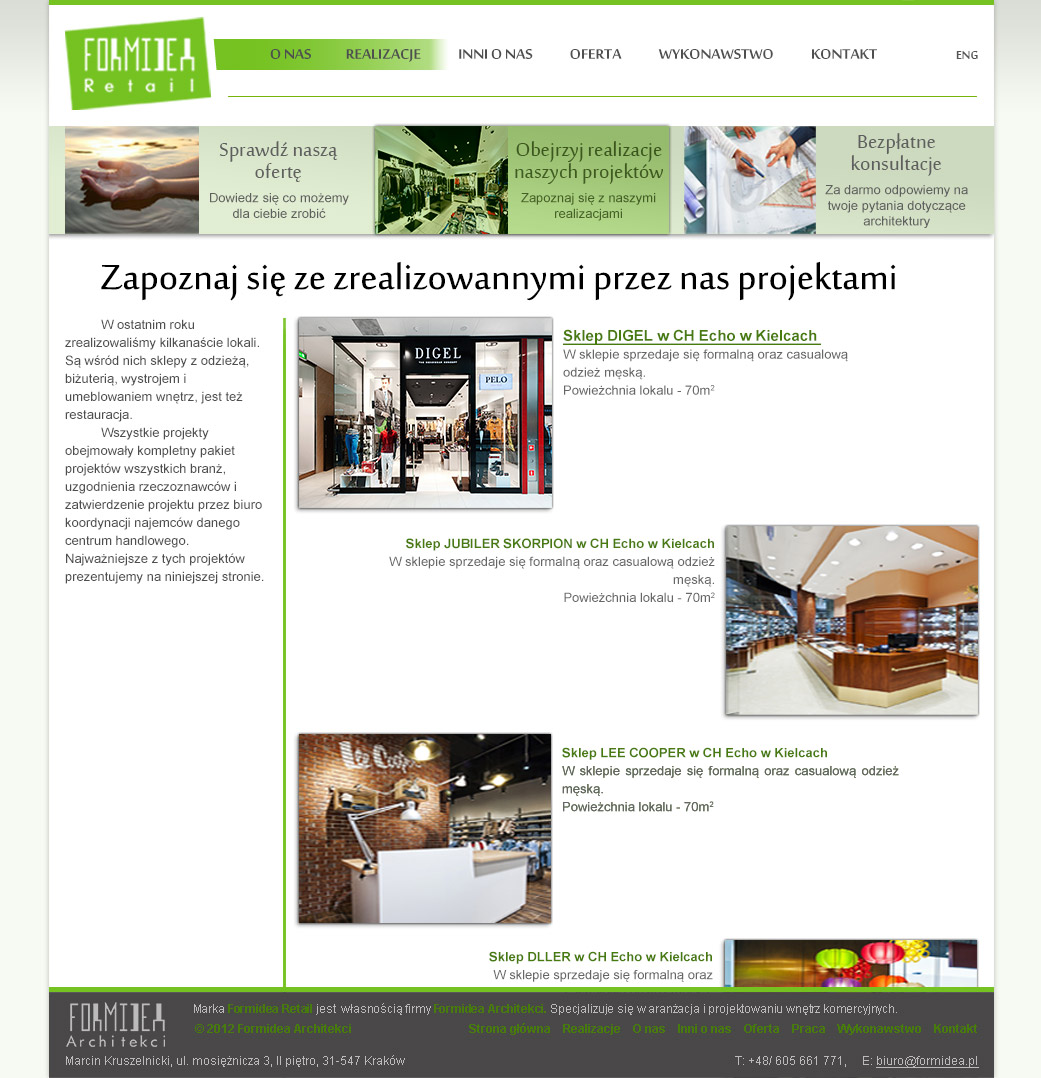 FORMIDEA
Retail
O NAS REALIZACJE INNI O NAS OFERTA WYKONAWSTWO KONTAKT ENG
Sprawdź naszą
ofertę
Dowiedz się co możemy
dla ciebie zrobić
Obejrzyj realizacje
naszych projektów
Zapoznaj się z naszymi
realizacjami
Bezpłatne
konsultacje
Za darmo odpowiemy na
twoje pytania dotyczące
architektury
Zapoznaj się ze zrealizowannymi przez nas projektami
W ostatnim roku
zrealizowaliśmy kilkanaście lokali.
Są wśród nich sklepy z odzieżą,
biżuterią, wystrojem i
umeblowaniem wnętrz, jest też
restauracja.
Wszystkie projekty
obejmowały kompletny pakiet
projektów wszystkich branż,
uzgodnienia rzeczoznawców i
zatwierdzenie projektu przez biuro
koordynacji najemców danego
centrum handlowego.
Najważniejsze z tych projektów
prezentujemy na niniejszej stronie.
DIGEL
PELO
Sklep DIGEL w CH Echo w Kielcach
W sklepie sprzedaje się formalną oraz casualową
odzież męską.
Powieżchnia lokalu - 70m²
Sklep JUBILER SKORPION w CH Echo w Kielcach
W sklepie sprzedaje się formalną oraz casualową odzież
męską.
Powieżchnia lokalu - 70m²
Lee Cooper
Sklep LEE COOPER w CH Echo w Kielcach
W sklepie sprzedaje się formalną oraz casualową odzież
męską.
Powieżchnia lokalu - 70m²
Sklep DLLER w CH Echo w Kielcach
W sklepie sprzedaje się formalną oraz
FORMIDEA
Architekci
Marka Formidea Retail jest własnością firmy Formidea Architekci. Specjalizuje się w aranżacja i projektowaniu wnętrz komercyjnych.
© 2012 Formidea Architekci Strona główna Realizacje O nas Inni o nas Oferta Praca Wykonawstwo Kontakt
Marcin Kruszelnicki, ul. mosiężnicza 3, II piętro, 31-547 Kraków T: +48/ 605 661 771, E: biuro@formidea.pl